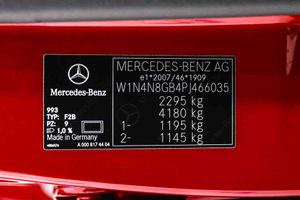 Mercedes-Benz
993
TYP: F2B
PZ: 9
1,0 %
Made in Germany
A 000 817 44 04
MERCEDES-BENZ AG
e1*2007/46*1909
W1N4N8GB4PJ466035
2295 kg
4180 kg
1- 1195 kg
2- 1145 kg